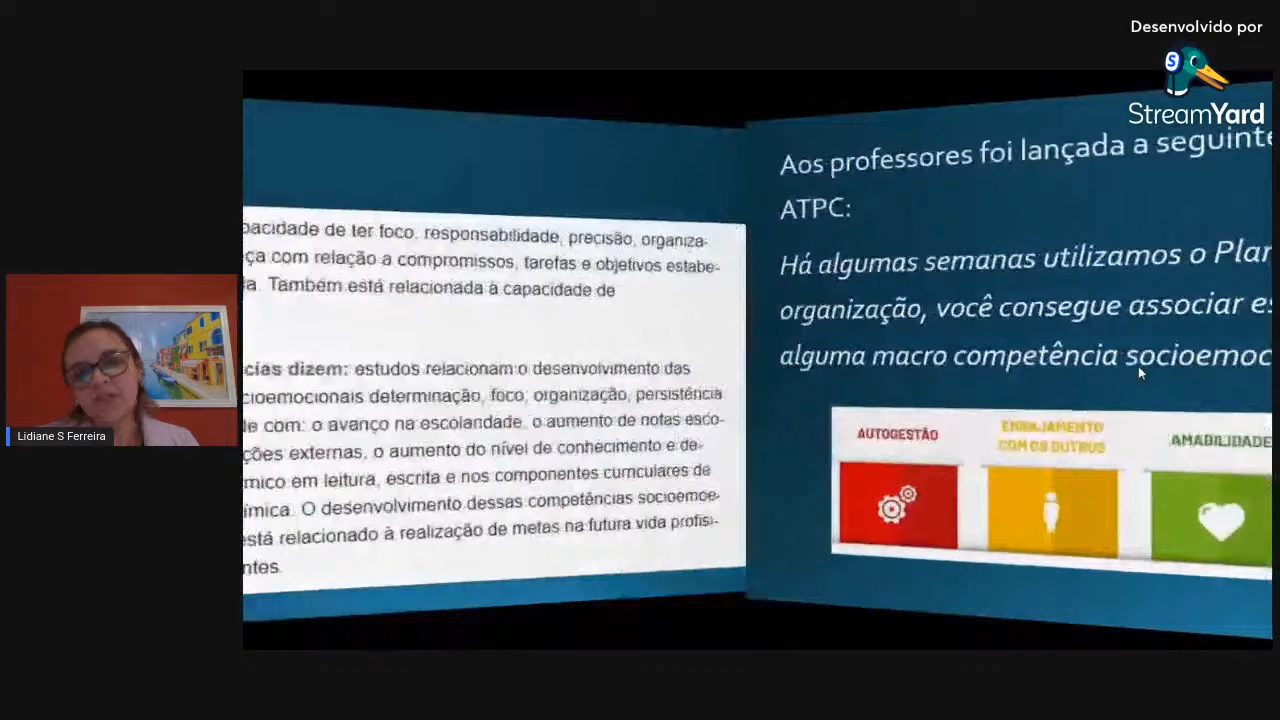 Desenvolvido por
StreamYard
pacidade de ter foco, responsabilidade, precisão, organiza-
ça com relação a compromissos, tarefas e objetivos estabe-
a. Também está relacionada à capacidade de
cias dizem: estudos relacionam o desenvolvimento das
cioemocionais determinação, foco, organização, persistência
e com: o avanço na escolaridade, o aumento de notas esco-
ções externas, o aumento do nível de conhecimento e de-
mico em leitura, escrita e nos componentes curriculares de
ímica. O desenvolvimento dessas competências socioemoe-
stá relacionado à realização de metas na futura vida profisi-
ntes.
Aos professores foi lançada a seguinte
ATPC:
Há algumas semanas utilizamos o Plan
organização, você consegue associar es
alguma macro competência socioemoc
AUTOGESTÃO
ENGAJAMENTO
COM OS OUTROS
AMABILIDADE
Lidiane S Ferreira